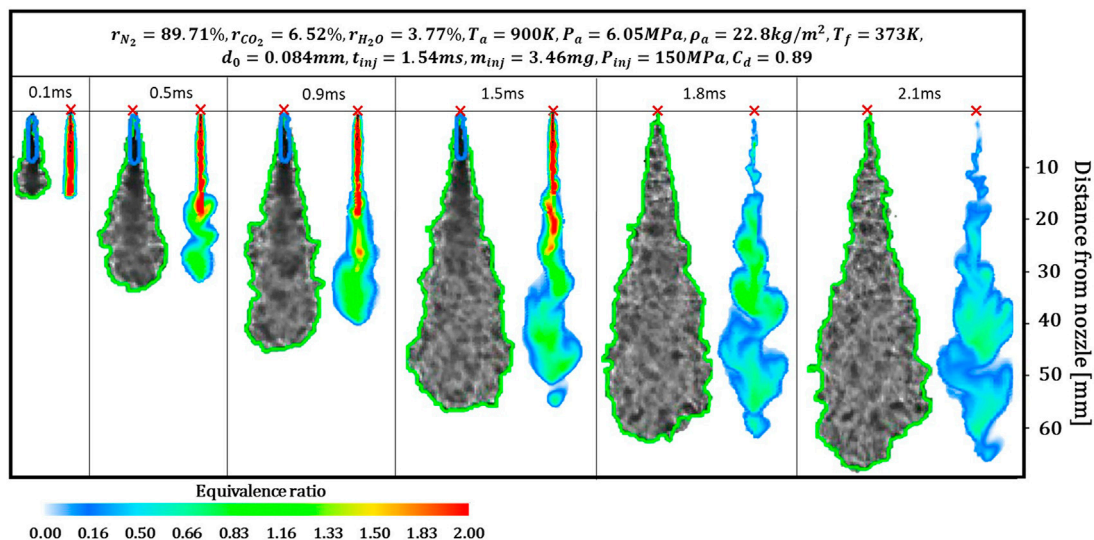 r_{N_2} = 89.71%, r_{CO_2} = 6.52%, r_{H_2O} = 3.77%, T_a = 900K, P_a = 6.05MPa, ρ_a = 22.8kg/m², T_f = 373K,
d_0 = 0.084mm, t_{inj} = 1.54ms, m_{inj} = 3.46mg, P_{inj} = 150MPa, C_d = 0.89
0.1ms 0.5ms 0.9ms 1.5ms 1.8ms 2.1ms
10
20
30
40
50
60
Distance from nozzle [mm]
Equivalence ratio
0.00 0.16 0.50 0.66 0.83 1.16 1.33 1.50 1.83 2.00